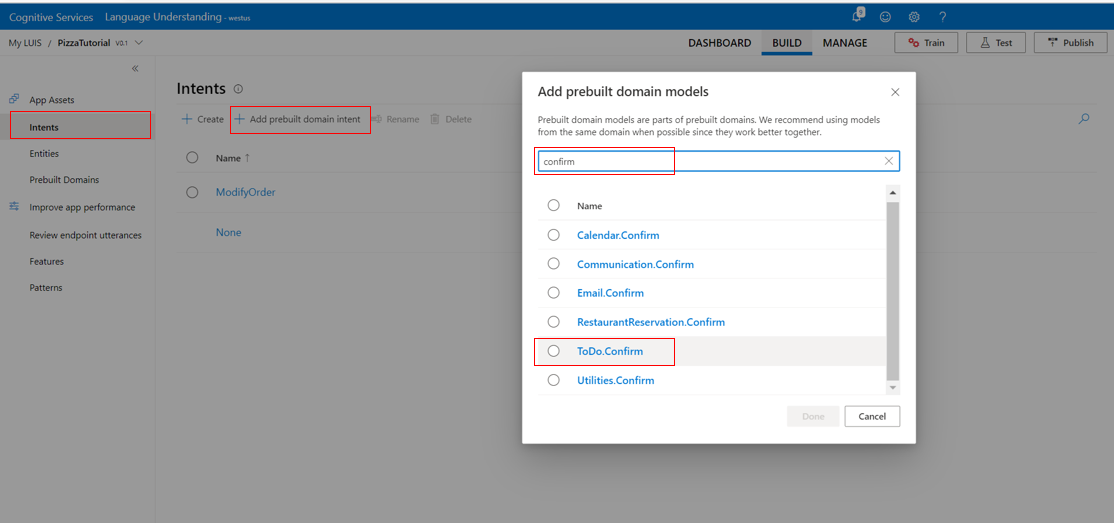 Cognitive Services Language Understanding - westus 8 ?
My LUIS / PizzaTutorial V0.1 DASHBOARD BUILD MANAGE Train Test Publish
App Assets
Intents
Entities
Prebuilt Domains
Improve app performance
Review endpoint utterances
Features
Patterns
Intents
+ Create + Add prebuilt domain intent Rename Delete
Name ↑
ModifyOrder
None
Add prebuilt domain models
Prebuilt domain models are parts of prebuilt domains. We recommend using models
from the same domain when possible since they work better together.
confirm
Name
Calendar.Confirm
Communication.Confirm
Email.Confirm
RestaurantReservation.Confirm
ToDo.Confirm
Utilities.Confirm
Done Cancel